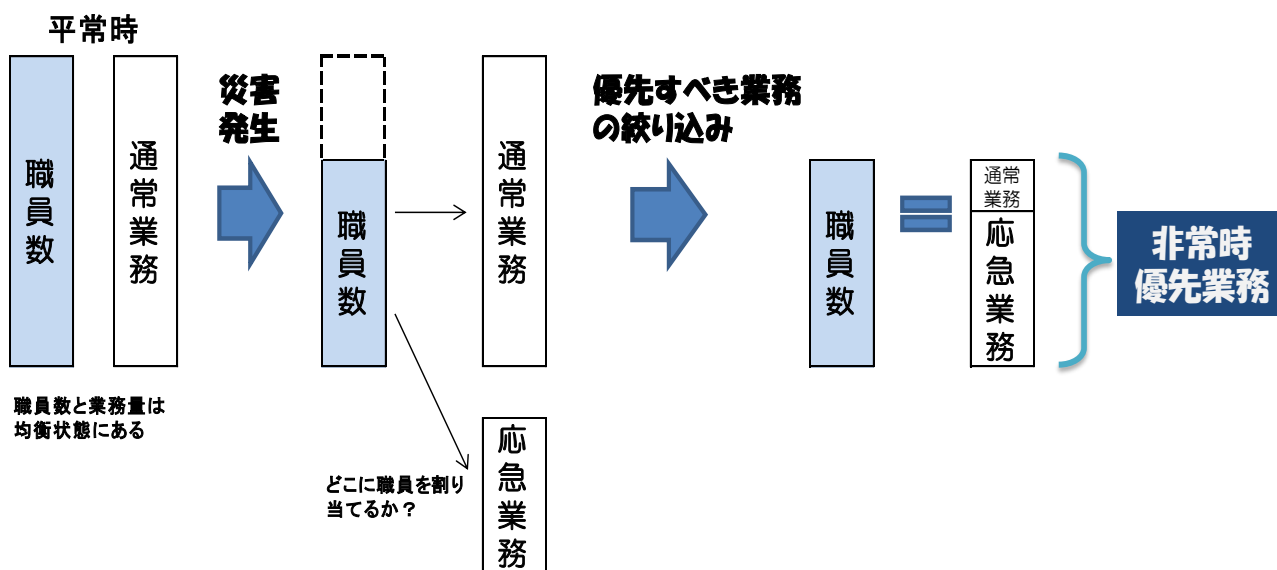 平常時
職員数
通常業務
職員数と業務量は
均衡状態にある
災害
発生
職員数
通常業務
応急業務
どこに職員を割り
当てるか？
優先すべき業務
の絞り込み
職員数
通常
業務
応急業務
非常時
優先業務